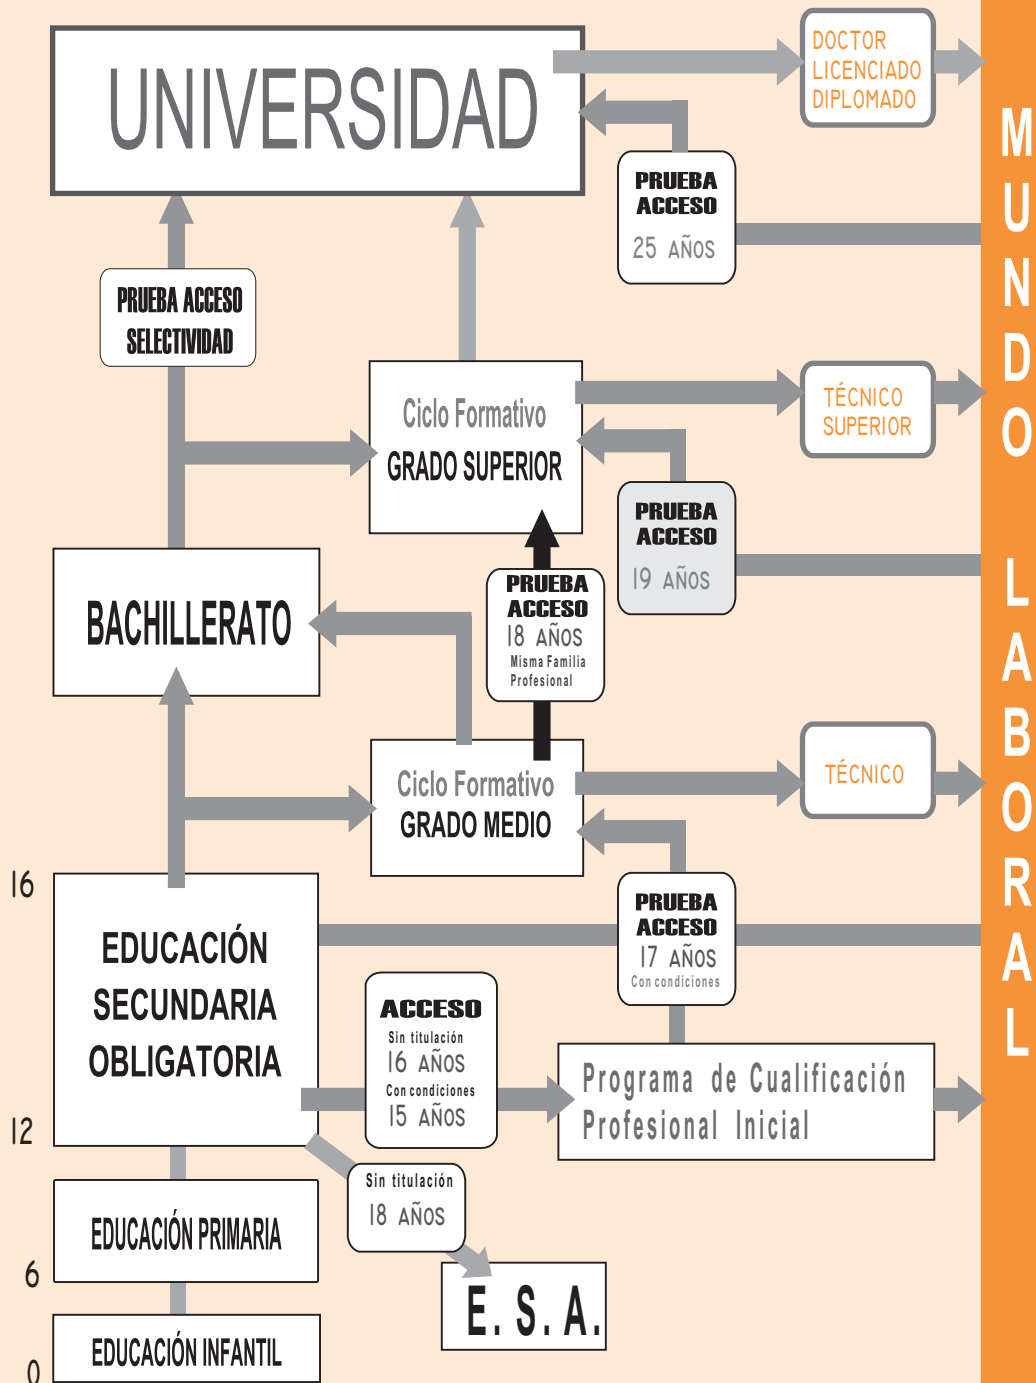 UNIVERSIDAD
DOCTOR
LICENCIADO
DIPLOMADO
PRUEBA
ACCESO
25 AÑOS
PRUEBA ACCESO
SELECTIVIDAD
Ciclo Formativo
GRADO SUPERIOR
TÉCNICO
SUPERIOR
PRUEBA
ACCESO
19 AÑOS
PRUEBA
ACCESO
18 AÑOS
Misma Familia
Profesional
BACHILLERATO
Ciclo Formativo
GRADO MEDIO
TÉCNICO
16
EDUCACIÓN
SECUNDARIA
OBLIGATORIA
12
PRUEBA
ACCESO
17 AÑOS
Con condiciones
ACCESO
Sin titulación
16 AÑOS
Con condiciones
15 AÑOS
Programa de Cualificación
Profesional Inicial
Sin titulación
18 AÑOS
EDUCACIÓN PRIMARIA
6
E. S. A.
EDUCACIÓN INFANTIL
0
MUNDO LABORAL